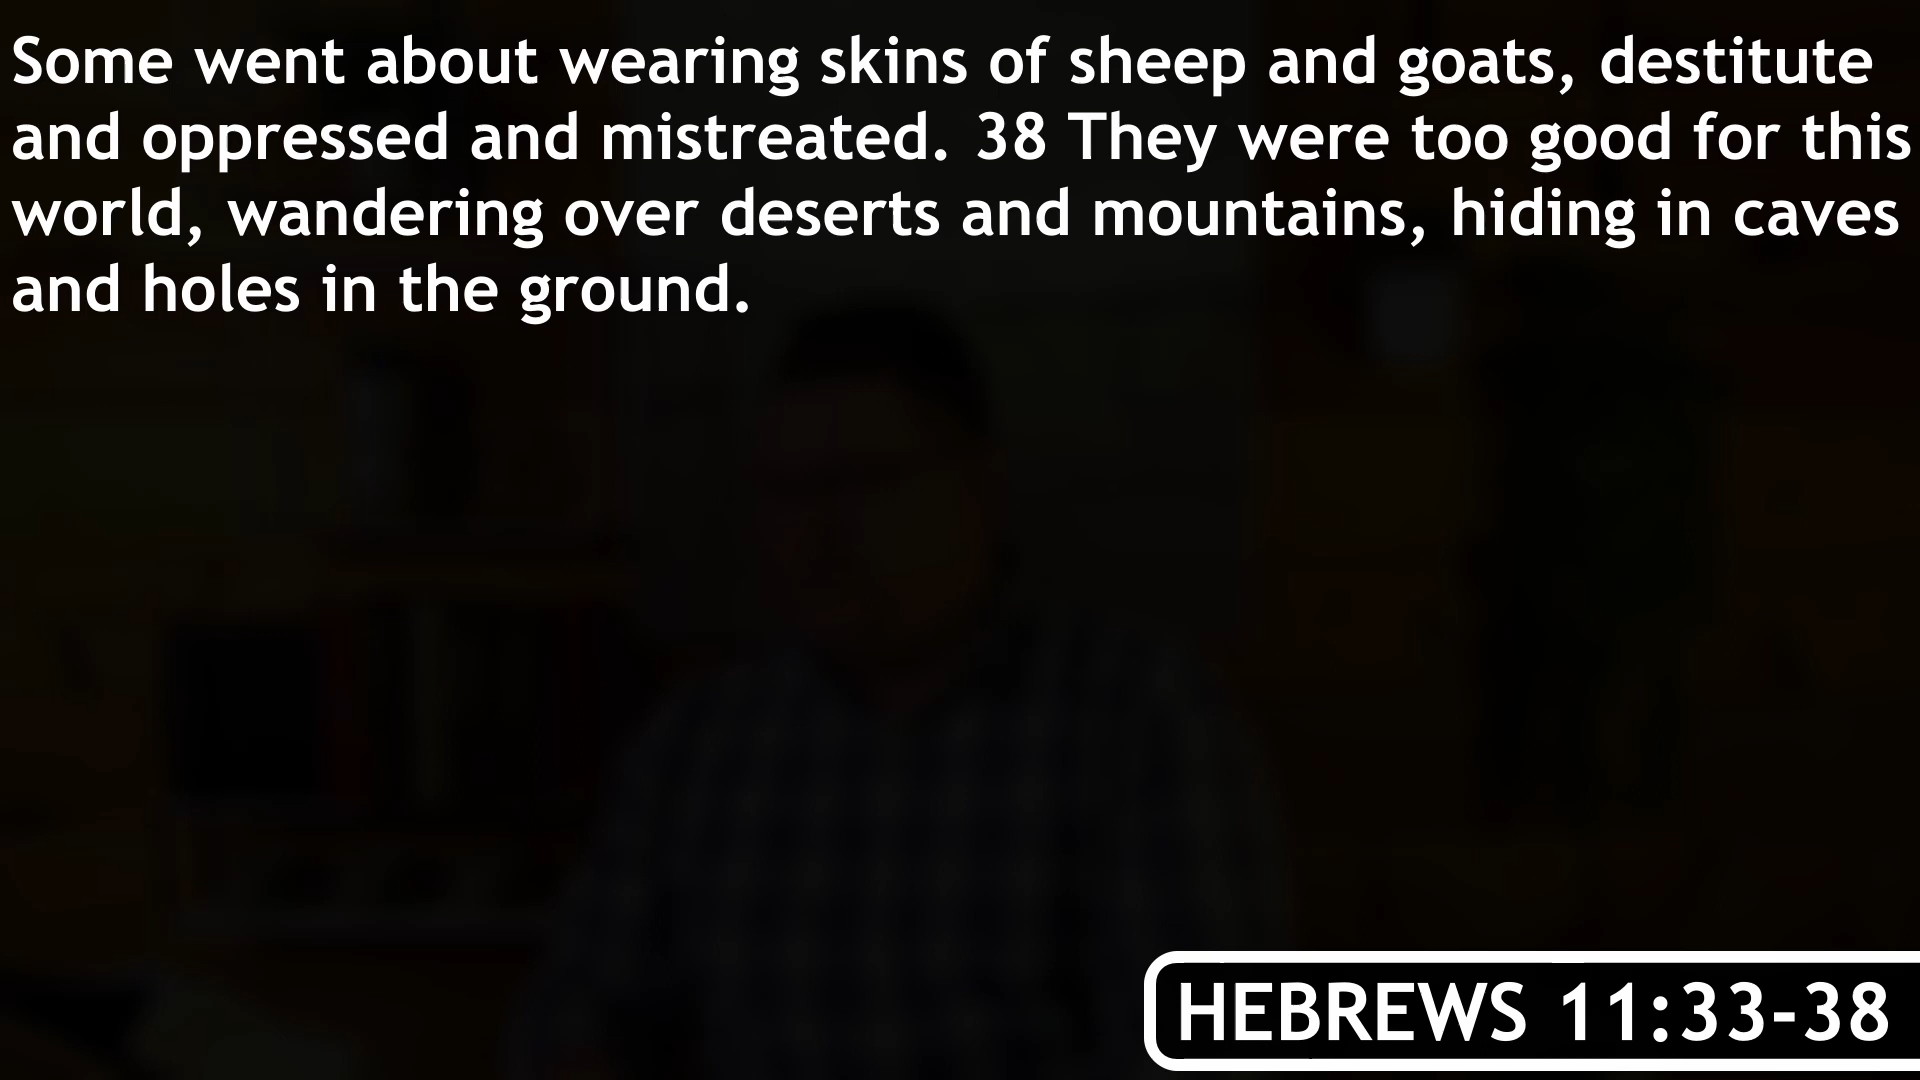 Some went about wearing skins of sheep and goats, destitute
and oppressed and mistreated. 38 They were too good for this
world, wandering over deserts and mountains, hiding in caves
and holes in the ground.
HEBREWS 11:33-38